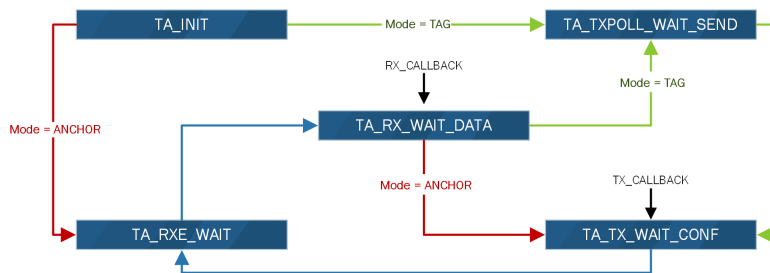 TA_INIT
Mode = TAG
TA_TXPOLL_WAIT_SEND
RX_CALLBACK
Mode = TAG
TA_RX_WAIT_DATA
Mode = ANCHOR
Mode = ANCHOR
TX_CALLBACK
TA_RXE_WAIT
TA_TX_WAIT_CONF